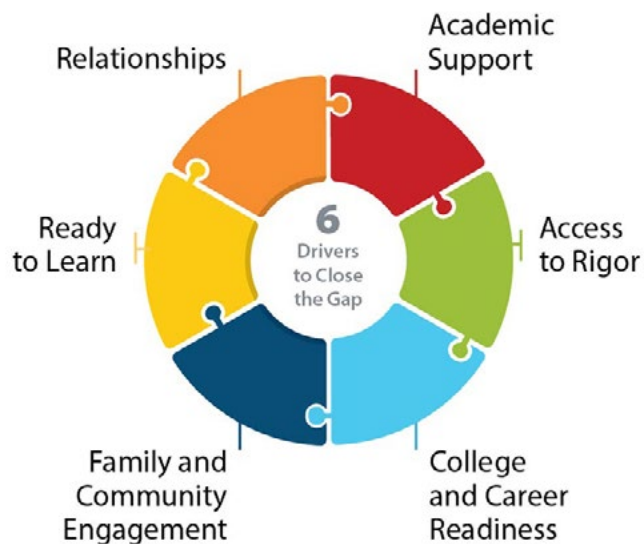 Relationships
Academic
Support
Ready
to Learn
6
Drivers
to Close
the Gap
Access
to Rigor
Family and
Community
Engagement
College
and Career
Readiness